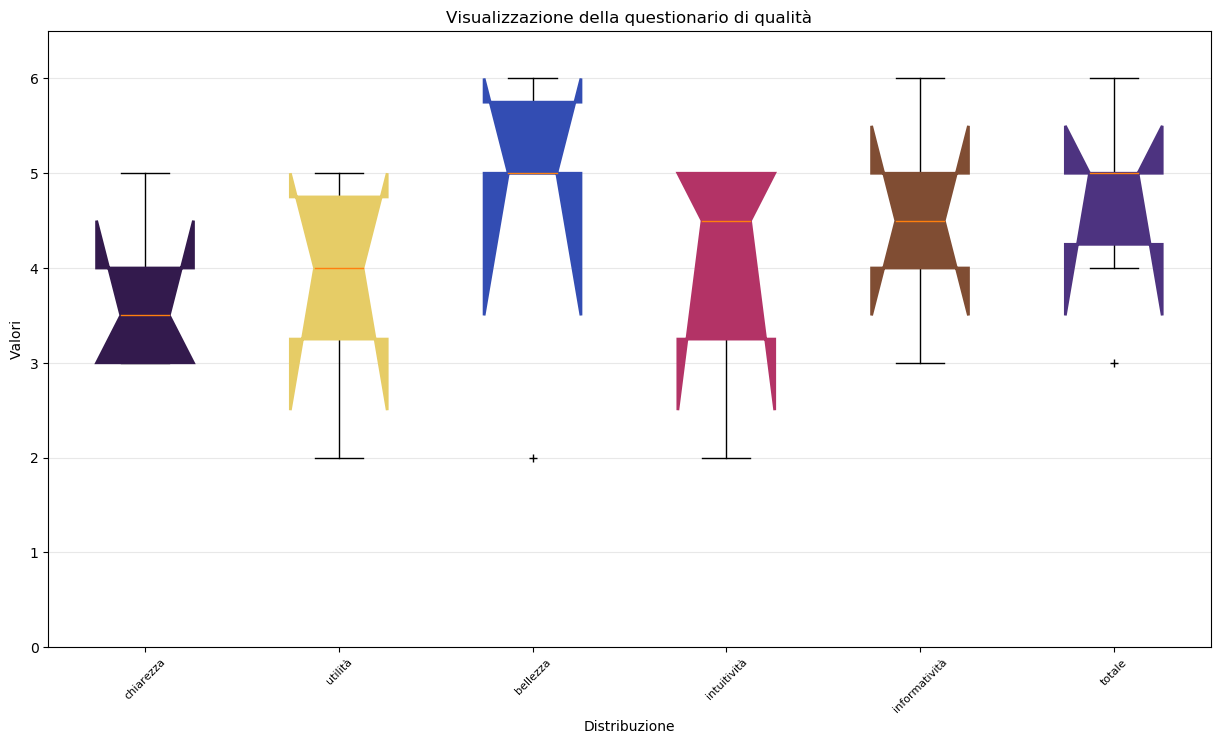 Visualizzazione della questionario di qualità
Valori
6
5
4
3
2
1
0
chiarezza
utilità
bellezza
intuitività
informatività
totale
Distribuzione